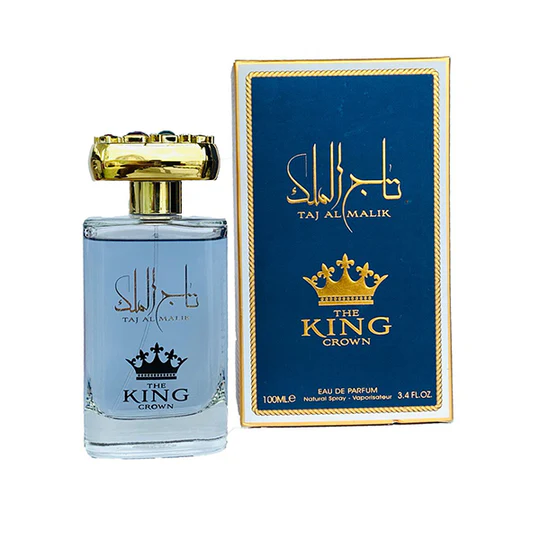 تاج الملك
TAJ AL MALIK
THE
KING
CROWN
تاج الملك
TAJ AL MALIK
THE
KING
CROWN
EAU DE PARFUM
100MLe Natural Spray - Vaporisateur 3.4 FL.OZ.